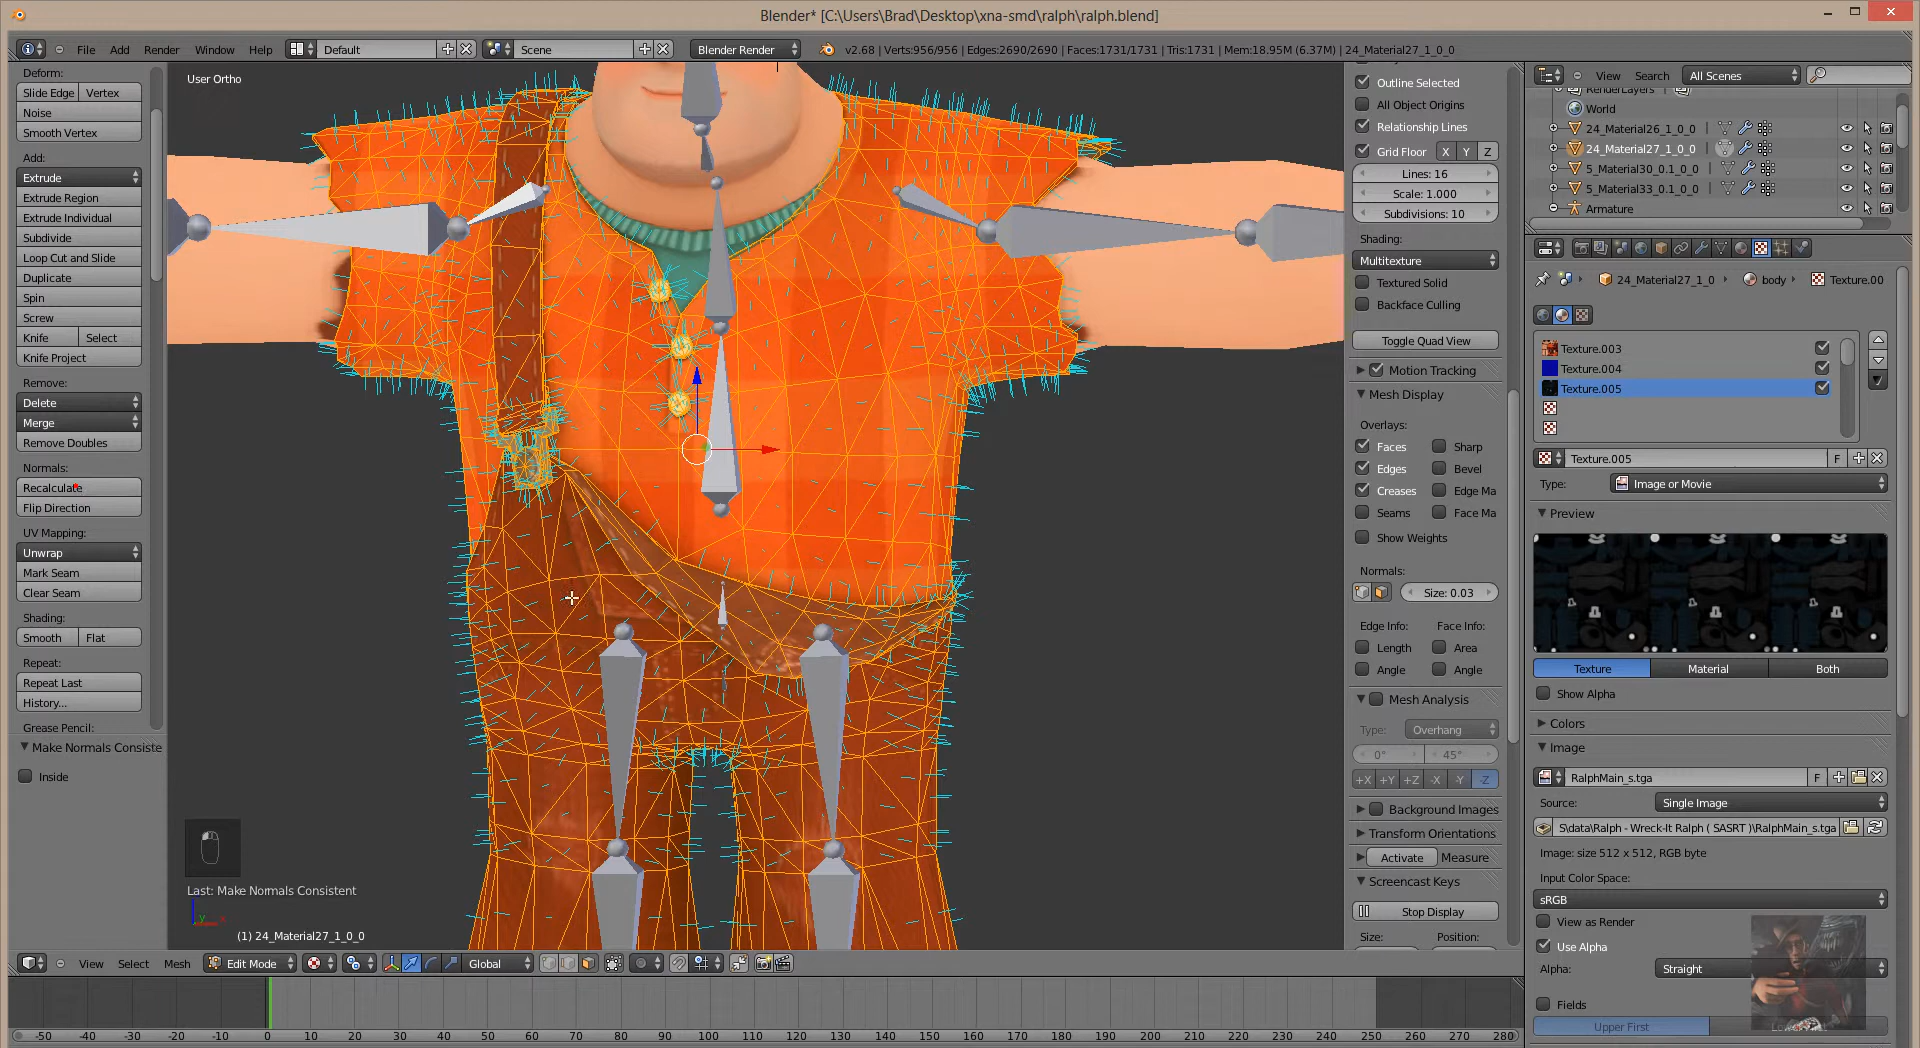 Blender* [C:\Users\Brad\Desktop\xna-smd\ralph\ralph.blend]
File Add Render Window Help Default Scene Blender Render v2.68 | Verts:956/956 | Edges:2690/2690 | Faces:1731/1731 | Tris:1731 | Mem:18.95M (6.37M) | 24_Material27_1_0_0
Deform:
Slide Edge Vertex
Noise
Smooth Vertex
Add:
Extrude
Extrude Region
Extrude Individual
Subdivide
Loop Cut and Slide
Duplicate
Spin
Screw
Knife Select
Knife Project
Remove:
Delete
Merge
Remove Doubles
Normals:
Recalculate
Flip Direction
UV Mapping:
Unwrap
Mark Seam
Clear Seam
Shading:
Smooth Flat
Repeat:
Repeat Last
History...
Grease Pencil:
Make Normals Consiste
Inside
User Ortho
Last: Make Normals Consistent
(1) 24_Material27_1_0_0
View Select Mesh Edit Mode Global
-50 -40 -30 -20 -10 0 10 20 30 40 50 60 70 80 90 100 110 120 130 140 150 160 170 180 190 200 210 220 230 240 250 260 270 280
Outline Selected
All Object Origins
Relationship Lines
Grid Floor X Y Z
Lines: 16
Scale: 1.000
Subdivisions: 10
Shading:
Multitexture
Textured Solid
Backface Culling
Toggle Quad View
Motion Tracking
Mesh Display
Overlays:
Faces Sharp
Edges Bevel
Creases Edge Ma
Seams Face Ma
Show Weights
Normals:
Size: 0.03
Edge Info: Face Info:
Length Area
Angle Angle
Mesh Analysis
Type: Overhang
0° 45°
+X +Y +Z -X -Y -Z
Background Images
Transform Orientations
Activate Measure
Screencast Keys
Stop Display
Size: Position:
View Search All Scenes
RenderLayers
World
24_Material26_1_0_0
24_Material27_1_0_0
5_Material30_0.1_0_0
5_Material33_0.1_0_0
Armature
24_Material27_1_0 body Texture.00
Texture.003
Texture.004
Texture.005
Texture.005 F
Type: Image or Movie
Preview
Texture Material Both
Show Alpha
Colors
Image
RalphMain_s.tga F
Source: Single Image
S\data\Ralph - Wreck-It Ralph ( SASRT )\RalphMain_s.tga
Image: size 512 x 512, RGB byte
Input Color Space:
sRGB
View as Render
Use Alpha
Alpha: Straight
Fields
Upper First